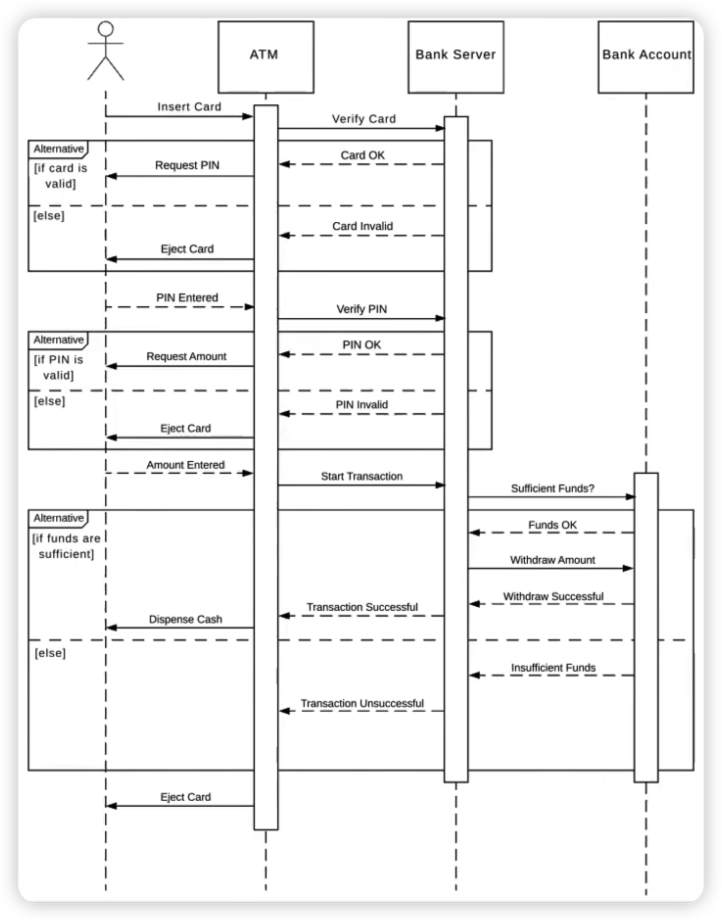 ATM
Bank Server
Bank Account
Insert Card
Verify Card
Alternative
[if card is
valid]
Card OK
Request PIN
[else]
Card Invalid
Eject Card
PIN Entered
Verify PIN
Alternative
[if PIN is
valid]
PIN OK
Request Amount
[else]
PIN Invalid
Eject Card
Amount Entered
Start Transaction
Sufficient Funds?
Alternative
[if funds are
sufficient]
Funds OK
Withdraw Amount
Withdraw Successful
Transaction Successful
Dispense Cash
[else]
Insufficient Funds
Transaction Unsuccessful
Eject Card